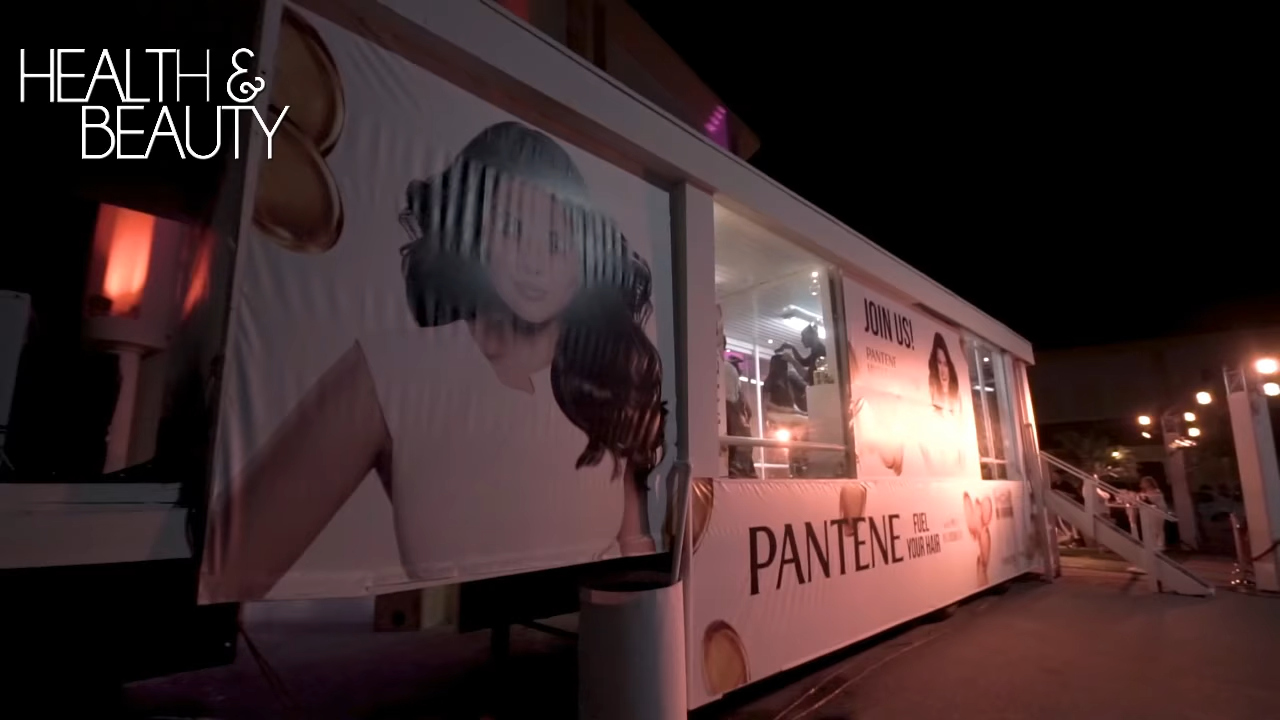 HEALTH &
BEAUTY
JOIN US!
PANTENE
PANTENE
FUEL
YOUR HAIR